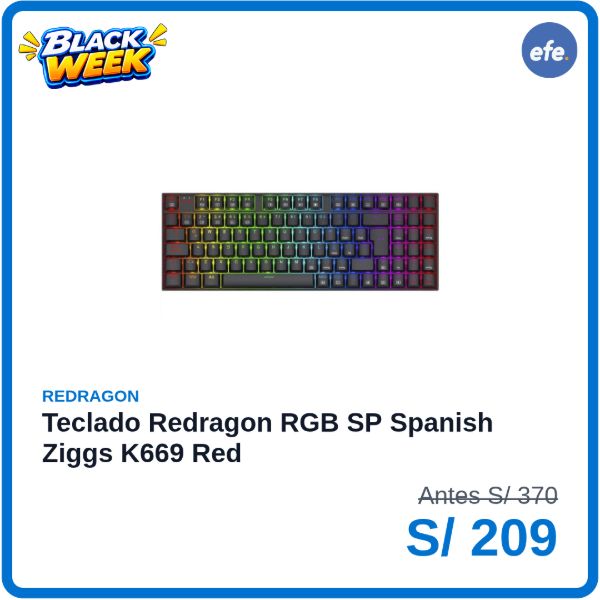 BLACK
WEEK
efe.
REDRAGON
Teclado Redragon RGB SP Spanish
Ziggs K669 Red
Antes S/ 370
S/ 209